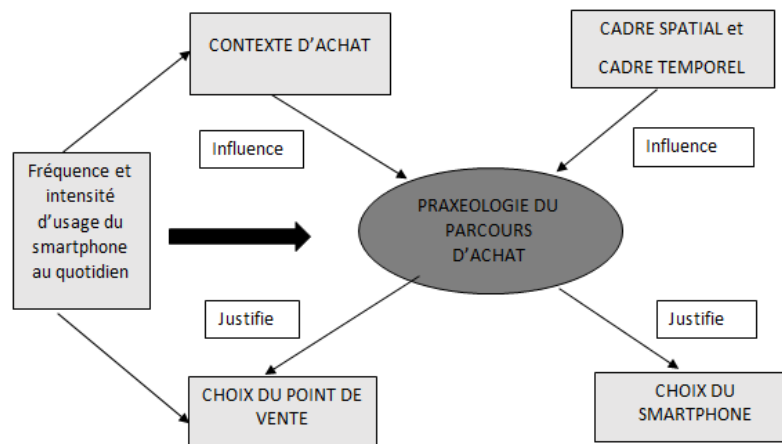 CONTEXTE D'ACHAT
CADRE SPATIAL et
CADRE TEMPOREL
Influence
Influence
Fréquence et
intensité
d'usage du
smartphone
au quotidien
PRAXEOLOGIE DU
PARCOURS
D'ACHAT
Justifie
Justifie
CHOIX DU POINT DE
VENTE
CHOIX DU
SMARTPHONE